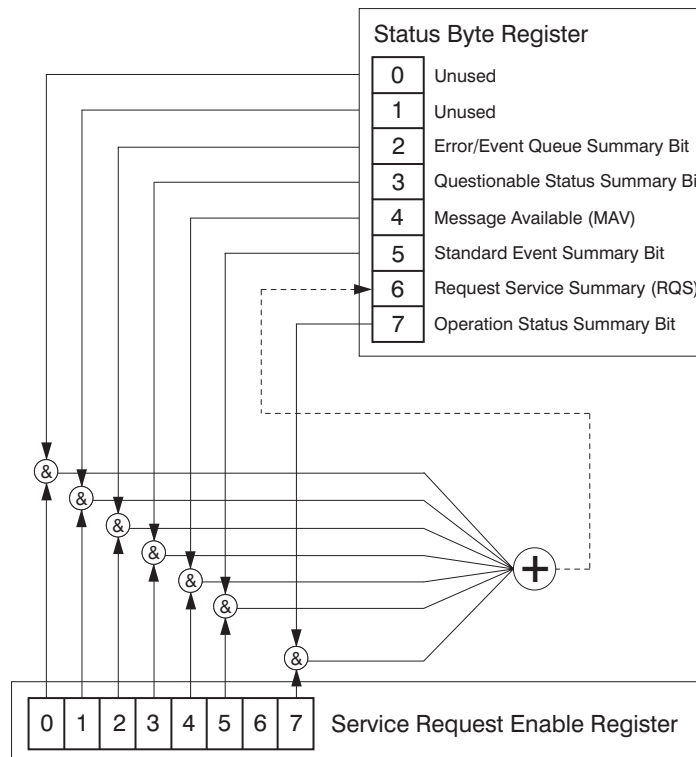 Status Byte Register
0 Unused
1 Unused
2 Error/Event Queue Summary Bit
3 Questionable Status Summary Bi
4 Message Available (MAV)
5 Standard Event Summary Bit
6 Request Service Summary (RQS)
7 Operation Status Summary Bit
&
&
&
&
&
&
&
+
0 1 2 3 4 5 6 7 Service Request Enable Register